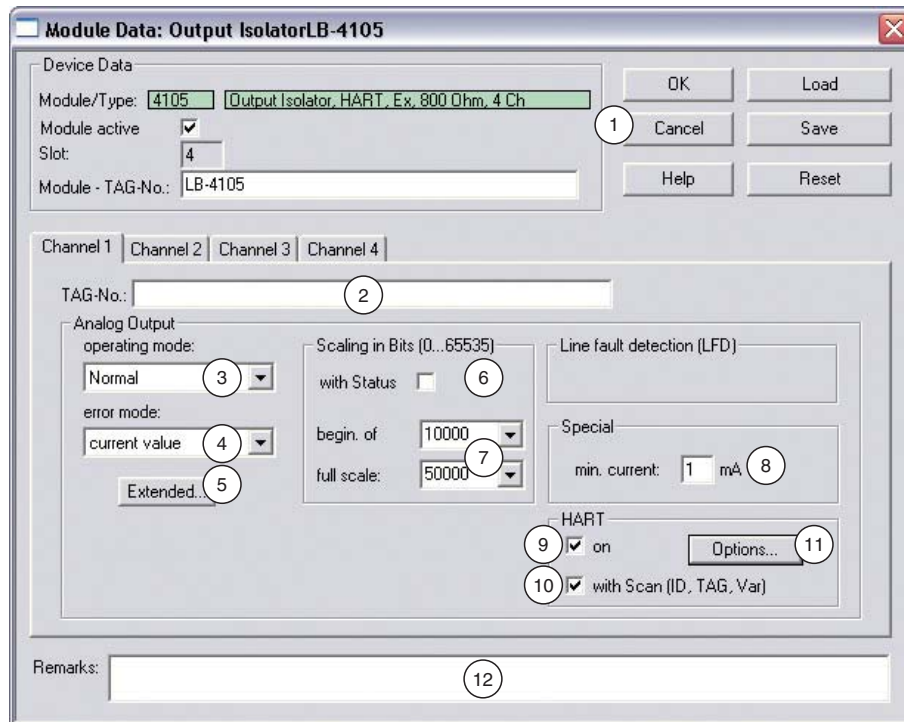 Module Data: Output IsolatorLB-4105
Device Data
Module/Type: 4105 Output Isolator, HART, Ex, 800 Ohm, 4 Ch
Module active
Slot: 4
Module - TAG-No.: LB-4105
OK Load
1 Cancel Save
Help Reset
Channel 1 Channel 2 Channel 3 Channel 4
TAG-No.: 2
Analog Output
operating mode:
Normal 3
error mode:
current value 4
Extended... 5
Scaling in Bits (0...65535)
with Status 6
begin. of 10000
7
full scale: 50000
Line fault detection (LFD)
Special
min. current: 1 mA 8
HART
9 on Options... 11
10 with Scan (ID, TAG, Var)
Remarks: 12